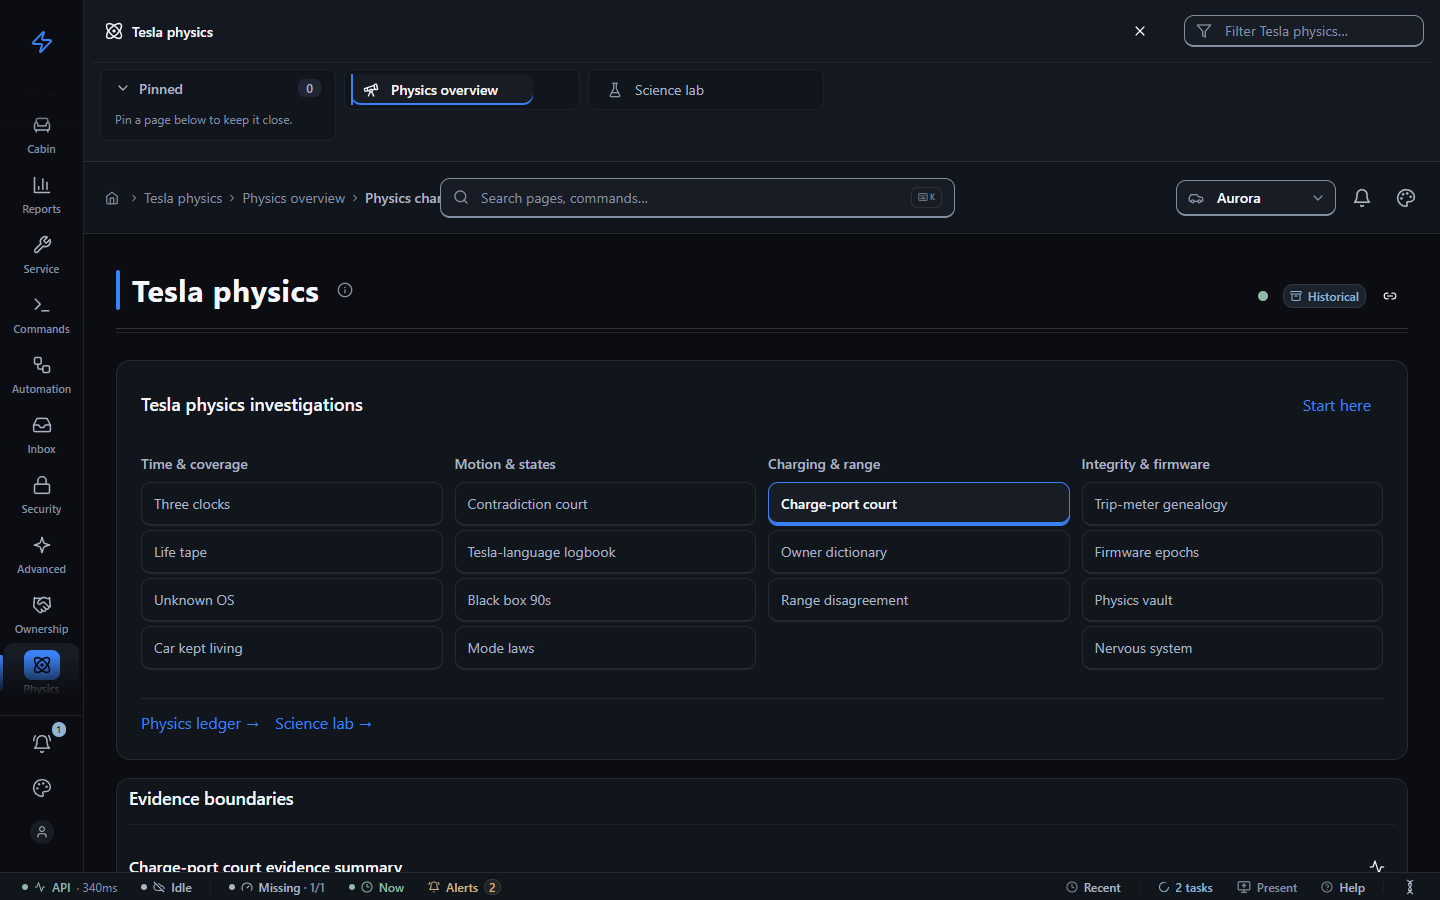 Tesla physics
Filter Tesla physics...
Pinned
0
Pin a page below to keep it close.
Physics overview
Science lab
Tesla physics
Physics overview
Physics char
Search pages, commands...
K
Aurora
Cabin
Reports
Service
Commands
Automation
Inbox
Security
Advanced
Ownership
Physics
1
Tesla physics
Historical
Tesla physics investigations
Start here
Time & coverage
Three clocks
Life tape
Unknown OS
Car kept living
Motion & states
Contradiction court
Tesla-language logbook
Black box 90s
Mode laws
Charging & range
Charge-port court
Owner dictionary
Range disagreement
Integrity & firmware
Trip-meter genealogy
Firmware epochs
Physics vault
Nervous system
Physics ledger →
Science lab →
Evidence boundaries
Charge-port court evidence summary
API · 340ms
Idle
Missing · 1/1
Now
Alerts 2
Recent
2 tasks
Present
Help